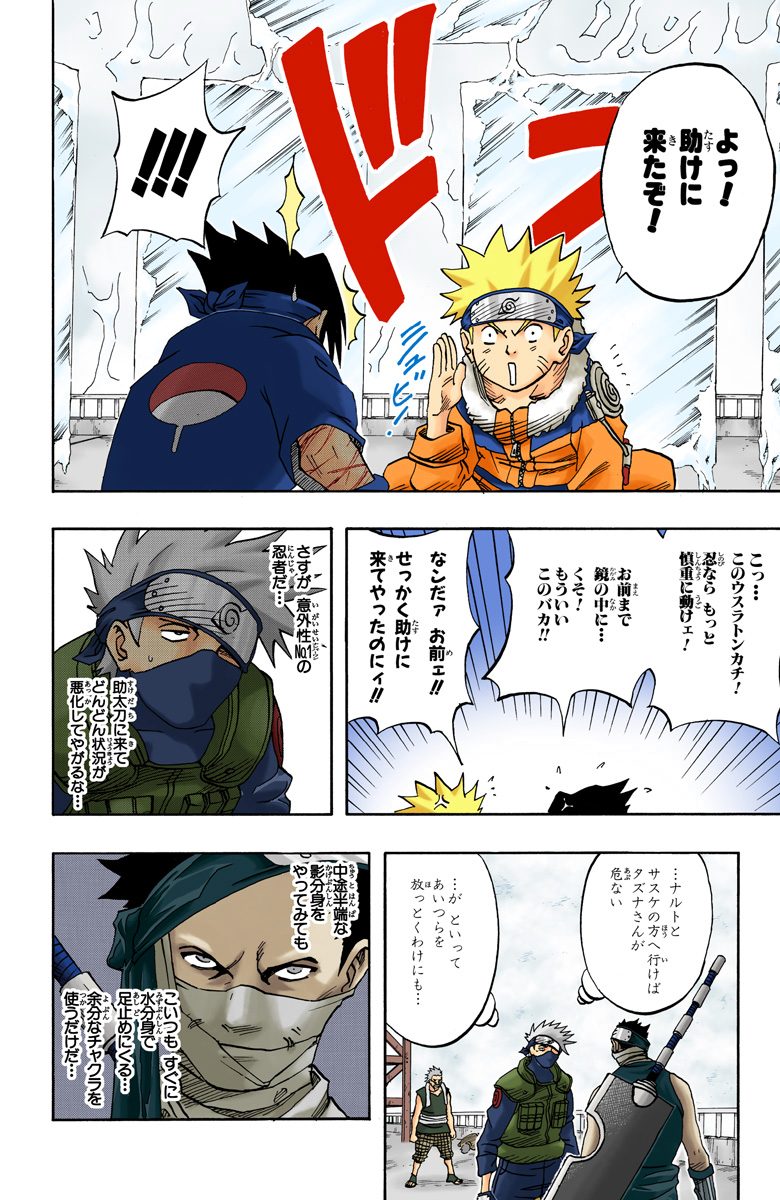 よっ!
助けに
来たぞ!
ドーン
!!!
ニュビー!
こっ…
このウスラトンカチ!
忍なら もっと
慎重に動けェ!
お前まで
鏡の中に…
くそ!
もういい
このバカ!!
なンだァ お前ェ!!
せっかく助けに
来てやったのにィ!!
さすが 意外性No.1の
忍者だ…
助太刀に来て
どんどん状況が
悪化してやがるな…
…ナルトと
サスケの方へ行けば
タズナさんが
危ない
…が といって
あいつらを
放っとくわけにも…
中途半端な
影分身を
やってみても
こいつも すぐに
水分身で
足止めにくる…
余分なチャクラを
使うだけだ…